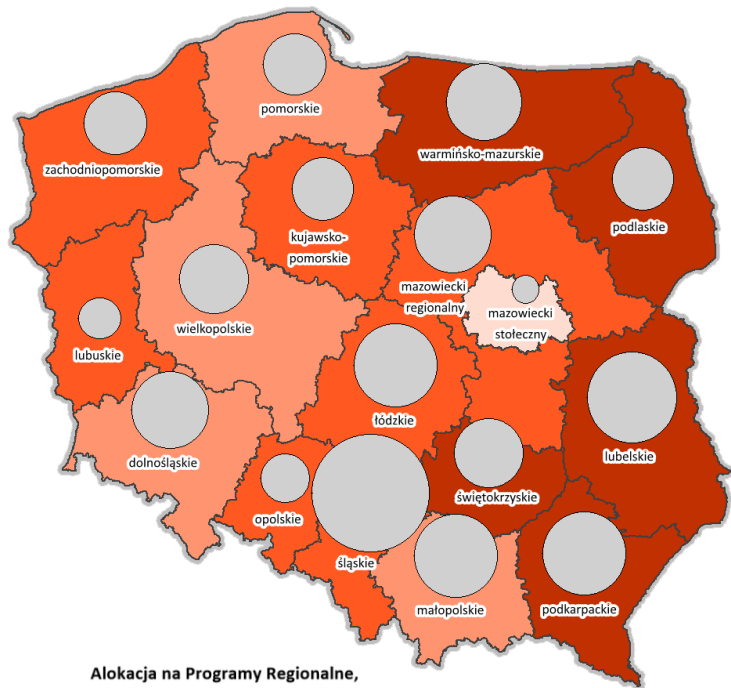 pomorskie
warmińsko-mazurskie
zachodniopomorskie
podlaskie
kujawsko-
pomorskie
mazowiecki
regionalny
mazowiecki
stołeczny
wielkopolskie
lubuskie
łódzkie
dolnośląskie
lubelskie
świętokrzyskie
opolskie
śląskie
małopolskie
podkarpackie
Alokacja na Programy Regionalne,